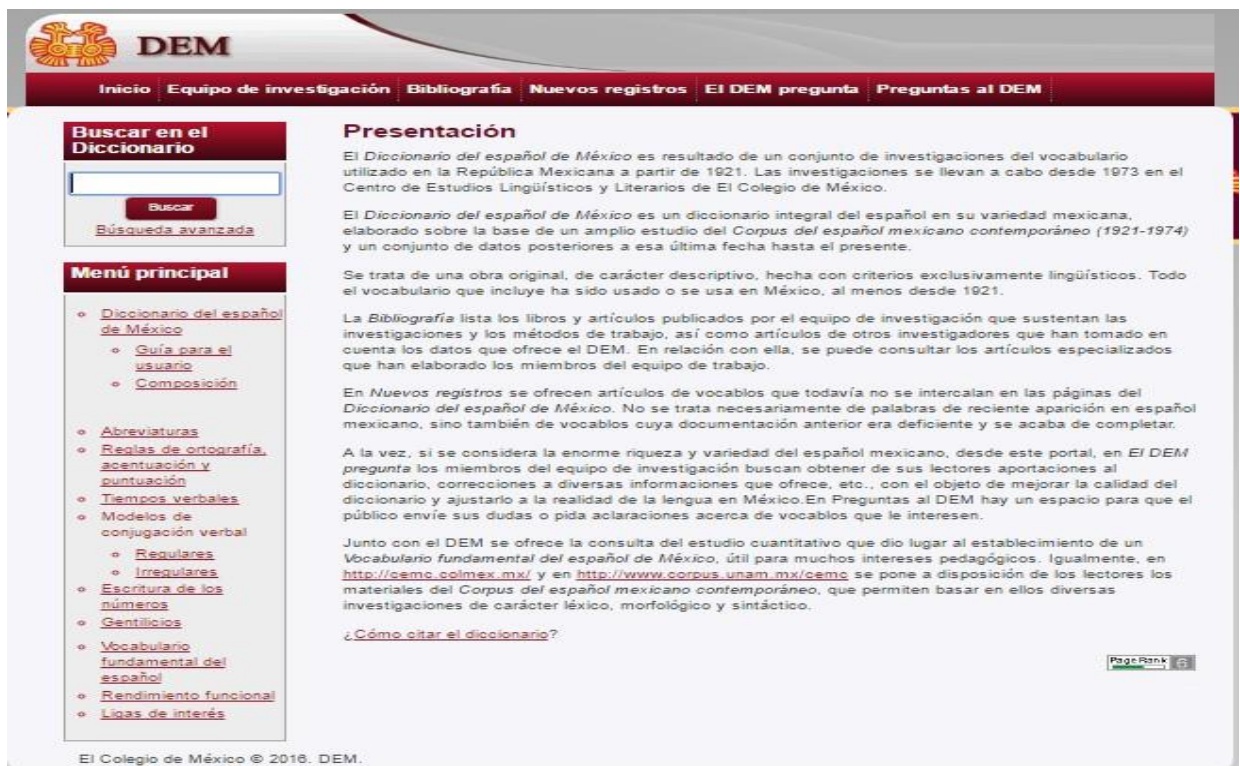 DEM
Inicio Equipo de investigación Bibliografía Nuevos registros El DEM pregunta Preguntas al DEM
Buscar en el
Diccionario
Buscar
Búsqueda avanzada
Menú principal
Diccionario del español
de México
Guía para el
usuario
Composición
Abreviaturas
Reglas de ortografía,
acentuación y
puntuación
Tiempos verbales
Modelos de
conjugación verbal
Regulares
Irregulares
Escritura de los
números
Gentilicios
Vocabulario
fundamental del
español
Rendimiento funcional
Ligas de interés
Presentación
El Diccionario del español de México es resultado de un conjunto de investigaciones del vocabulario
utilizado en la República Mexicana a partir de 1921. Las investigaciones se llevan a cabo desde 1973 en el
Centro de Estudios Lingüísticos y Literarios de El Colegio de México.
El Diccionario del español de México es un diccionario integral del español en su variedad mexicana,
elaborado sobre la base de un amplio estudio del Corpus del español mexicano contemporáneo (1921-1974)
y un conjunto de datos posteriores a esa última fecha hasta el presente.
Se trata de una obra original, de carácter descriptivo, hecha con criterios exclusivamente lingüísticos. Todo
el vocabulario que incluye ha sido usado o se usa en México, al menos desde 1921.
La Bibliografía lista los libros y artículos publicados por el equipo de investigación que sustentan las
investigaciones y los métodos de trabajo, así como artículos de otros investigadores que han tomado en
cuenta los datos que ofrece el DEM. En relación con ella, se puede consultar los artículos especializados
que han elaborado los miembros del equipo de trabajo.
En Nuevos registros se ofrecen artículos de vocablos que todavía no se intercalan en las páginas del
Diccionario del español de México. No se trata necesariamente de palabras de reciente aparición en español
mexicano, sino también de vocablos cuya documentación anterior era deficiente y se acaba de completar.
A la vez, si se considera la enorme riqueza y variedad del español mexicano, desde este portal, en El DEM
pregunta los miembros del equipo de investigación buscan obtener de sus lectores aportaciones al
diccionario, correcciones a diversas informaciones que ofrece, etc., con el objeto de mejorar la calidad del
diccionario y ajustarlo a la realidad de la lengua en México.En Preguntas al DEM hay un espacio para que el
público envíe sus dudas o pida aclaraciones acerca de vocablos que le interesen.
Junto con el DEM se ofrece la consulta del estudio cuantitativo que dio lugar al establecimiento de un
Vocabulario fundamental del español de México, útil para muchos intereses pedagógicos. Igualmente, en
http://cemc.colmex.mx/ y en http://www.corpus.unam.mx/cemc se pone a disposición de los lectores los
materiales del Corpus del español mexicano contemporáneo, que permiten basar en ellos diversas
investigaciones de carácter léxico, morfológico y sintáctico.
¿Cómo citar el diccionario?
PageRank 6
El Colegio de México © 2016. DEM.